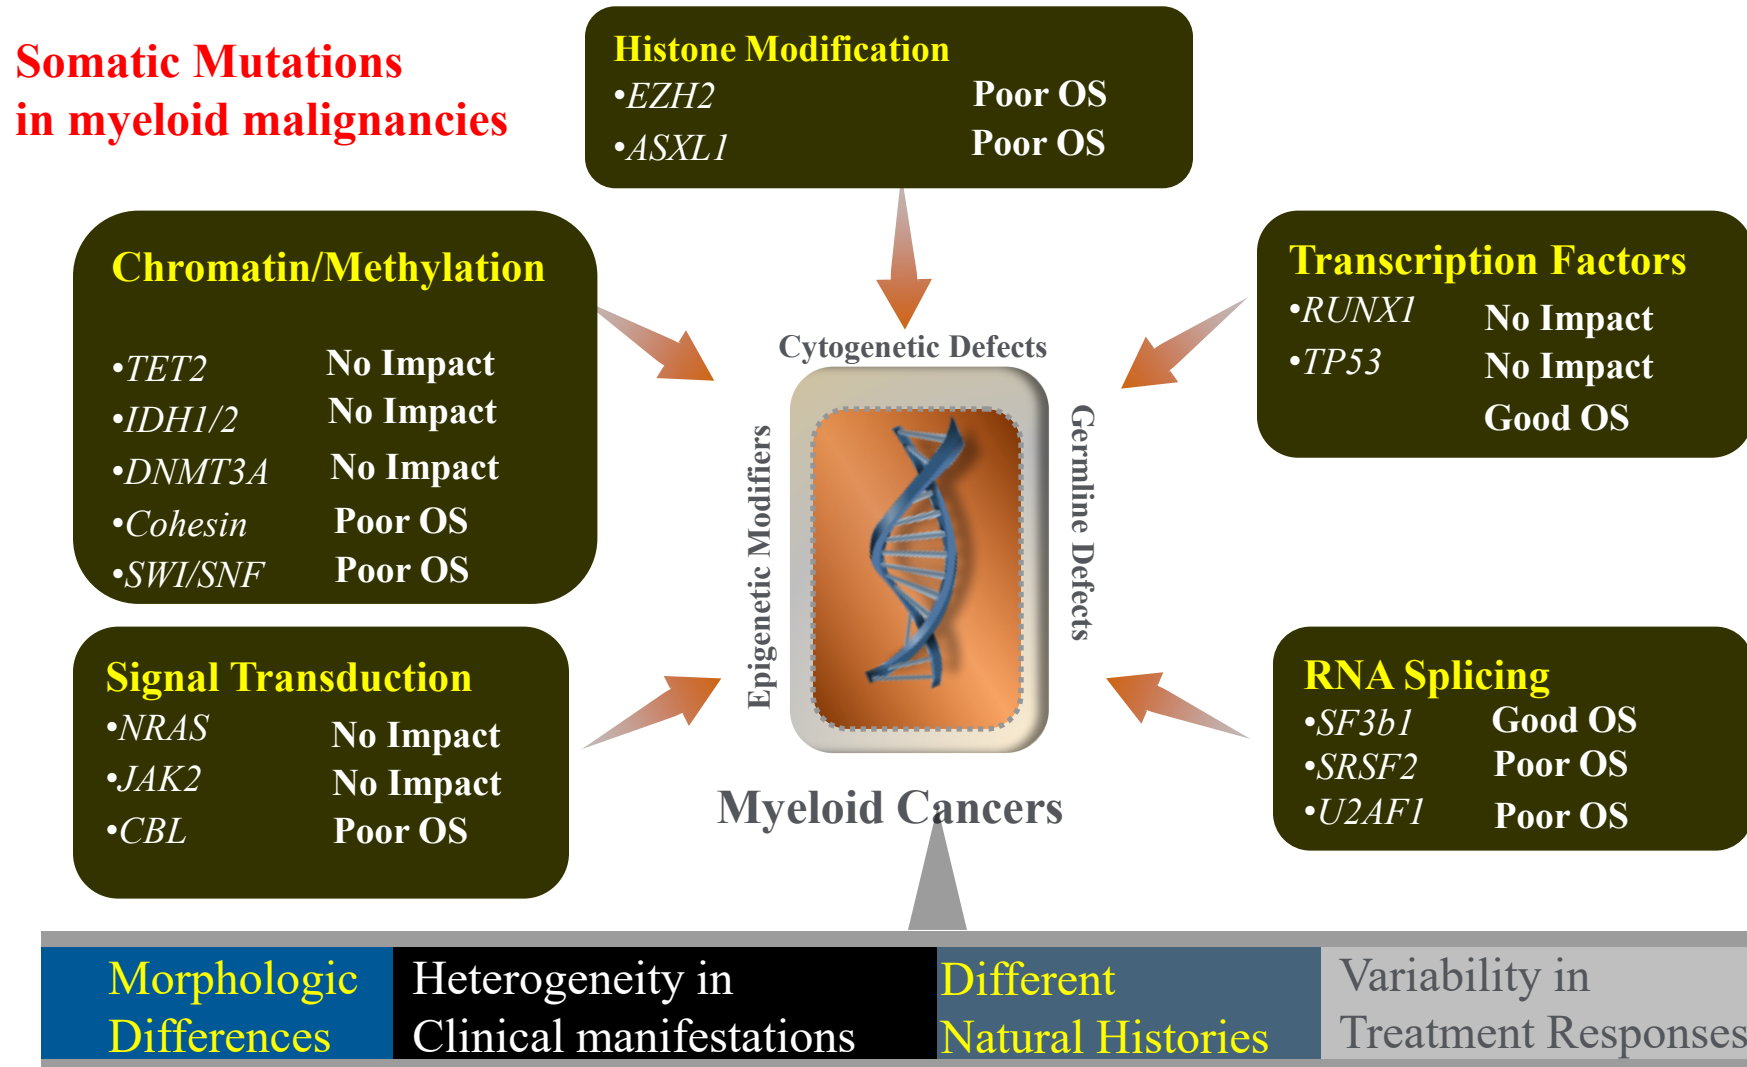 Somatic Mutations
in myeloid malignancies
Histone Modification
•EZH2 Poor OS
•ASXL1 Poor OS
Chromatin/Methylation
•TET2 No Impact
•IDH1/2 No Impact
•DNMT3A No Impact
•Cohesin Poor OS
•SWI/SNF Poor OS
Transcription Factors
•RUNX1 No Impact
•TP53 No Impact
Good OS
Cytogenetic Defects
Epigenetic Modifiers
Germline Defects
Signal Transduction
•NRAS No Impact
•JAK2 No Impact
•CBL Poor OS
RNA Splicing
•SF3b1 Good OS
•SRSF2 Poor OS
•U2AF1 Poor OS
Myeloid Cancers
Morphologic
Differences
Heterogeneity in
Clinical manifestations
Different
Natural Histories
Variability in
Treatment Responses